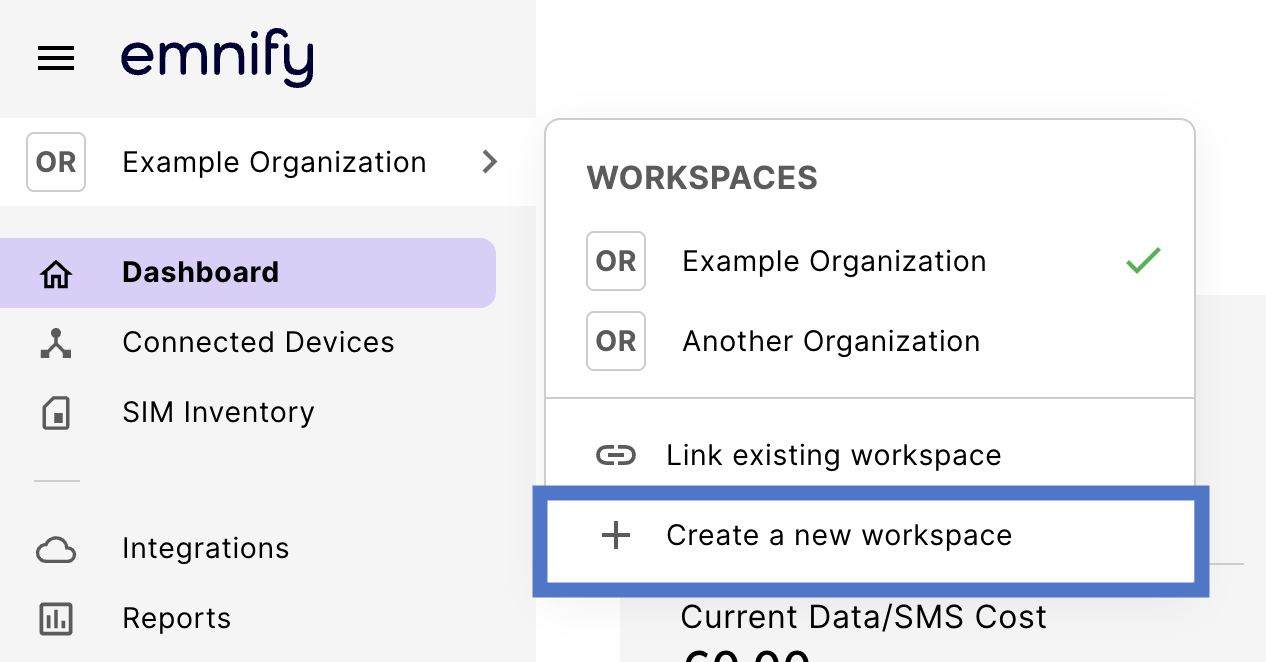 emnify
OR Example Organization
Dashboard
Connected Devices
SIM Inventory
Integrations
Reports
WORKSPACES
OR Example Organization
OR Another Organization
Link existing workspace
Create a new workspace
Current Data/SMS Cost